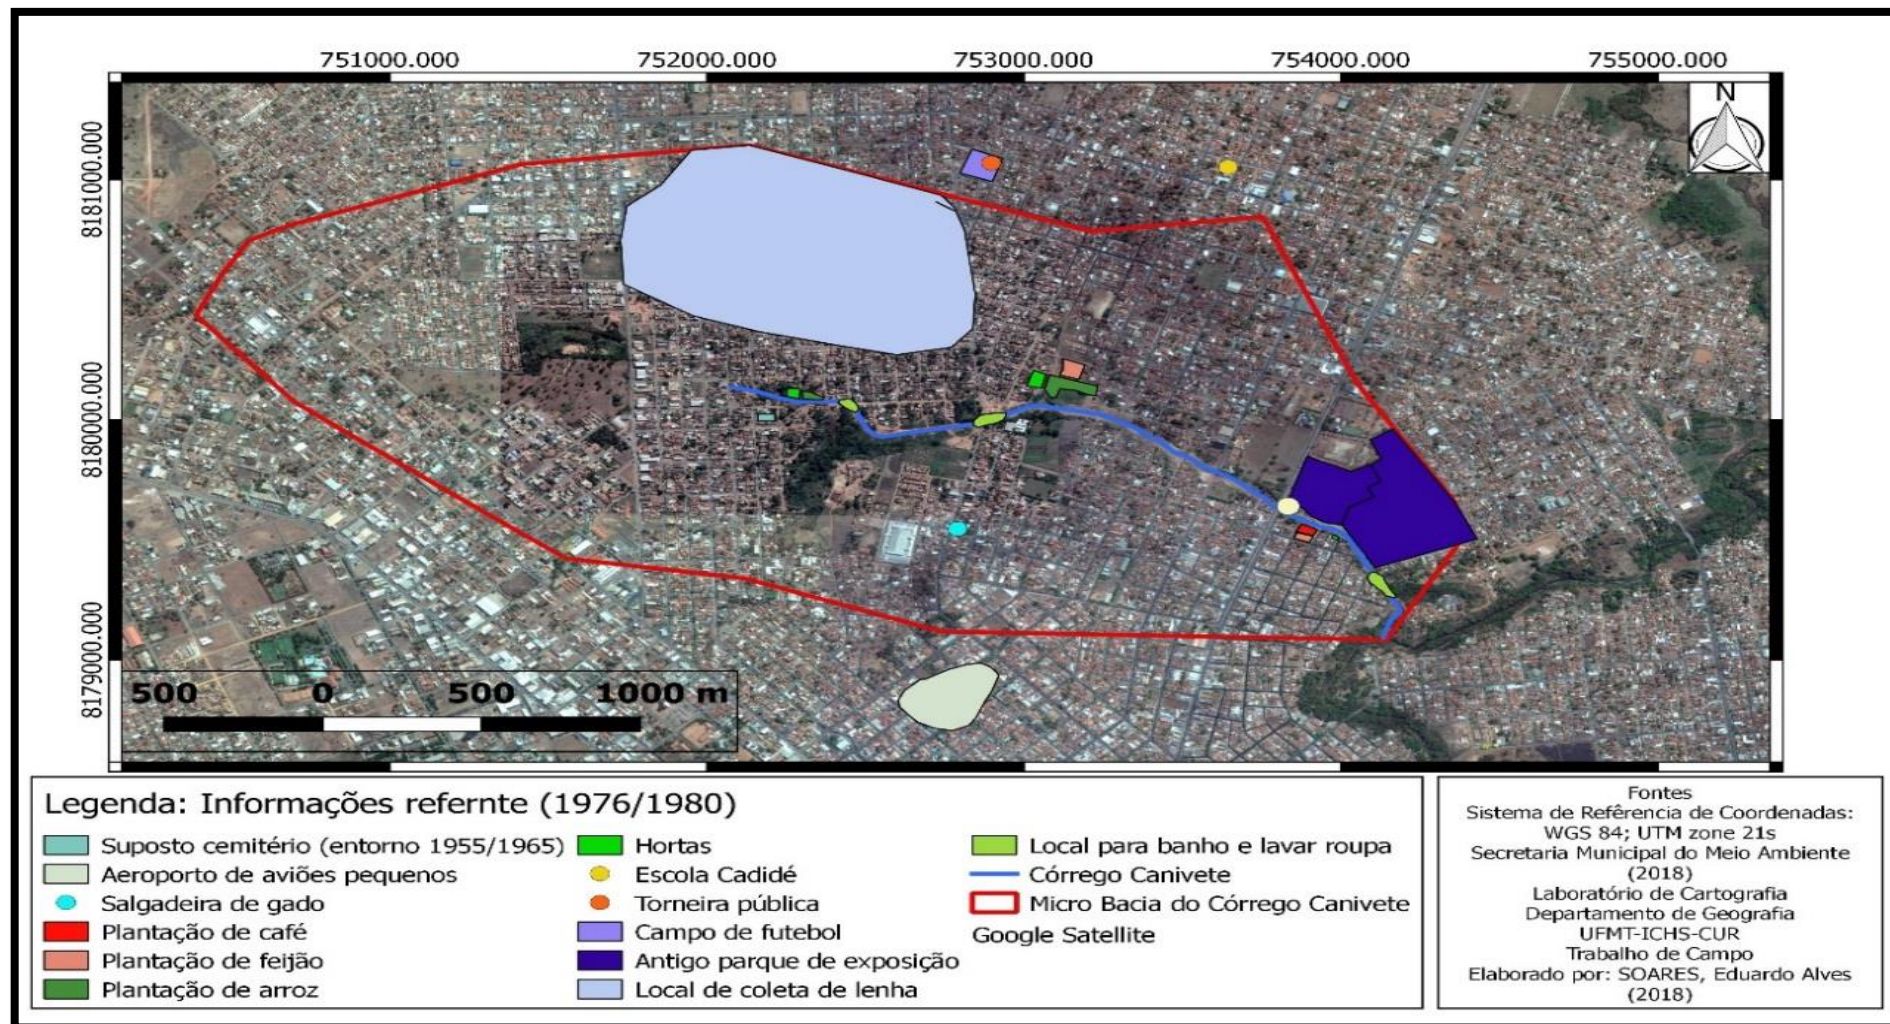 751000.000 752000.000 753000.000 754000.000 755000.000
N
8181000.000
8180000.000
8179000.000
500 0 500 1000 m
Legenda: Informações refernte (1976/1980)
Suposto cemitério (entorno 1955/1965)
Aeroporto de aviões pequenos
Salgadeira de gado
Plantação de café
Plantação de feijão
Plantação de arroz
Hortas
Escola Cadidé
Torneira pública
Campo de futebol
Antigo parque de exposição
Local de coleta de lenha
Local para banho e lavar roupa
Córrego Canivete
Micro Bacia do Córrego Canivete
Google Satellite
Fontes
Sistema de Refêrencia de Coordenadas:
WGS 84; UTM zone 21s
Secretaria Municipal do Meio Ambiente
(2018)
Laboratório de Cartografia
Departamento de Geografia
UFMT-ICHS-CUR
Trabalho de Campo
Elaborado por: SOARES, Eduardo Alves
(2018)